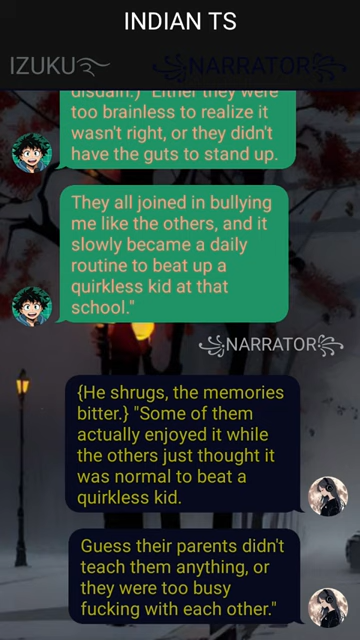 INDIAN TS
IZUKU
NARRATOR
disdain.) "Either they were
too brainless to realize it
wasn't right, or they didn't
have the guts to stand up.
They all joined in bullying
me like the others, and it
slowly became a daily
routine to beat up a
quirkless kid at that
school."
NARRATOR
{He shrugs, the memories
bitter.} "Some of them
actually enjoyed it while
the others just thought it
was normal to beat a
quirkless kid.
Guess their parents didn't
teach them anything, or
they were too busy
fucking with each other."